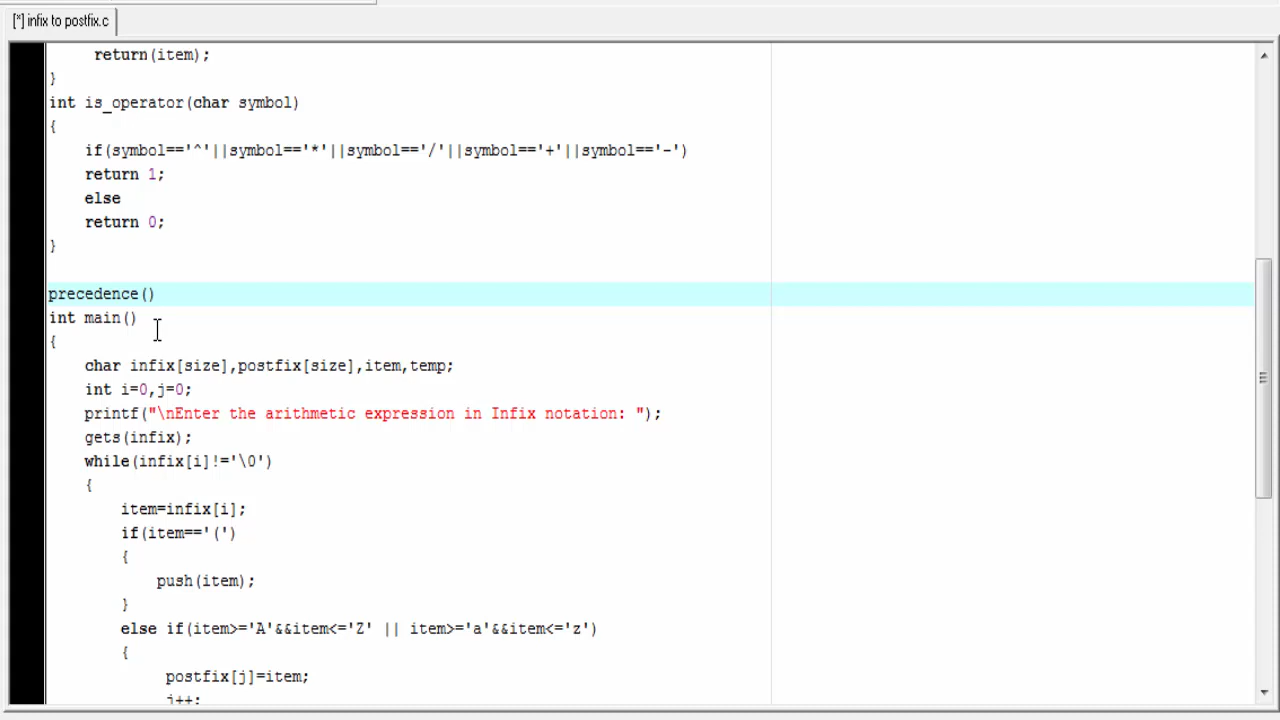 [*] infix to postfix.c
return(item);
}
int is_operator(char symbol)
{
if(symbol=='^'||symbol=='*'||symbol=='/'||symbol=='+'||symbol=='-')
return 1;
else
return 0;
}
precedence()
int main()
{
char infix[size],postfix[size],item,temp;
int i=0,j=0;
printf("\nEnter the arithmetic expression in Infix notation: ");
gets(infix);
while(infix[i]!='\0')
{
item=infix[i];
if(item=='(')
{
push(item);
}
else if(item>='A'&&item<='Z' || item>='a'&&item<='z')
{
postfix[j]=item;
j++;